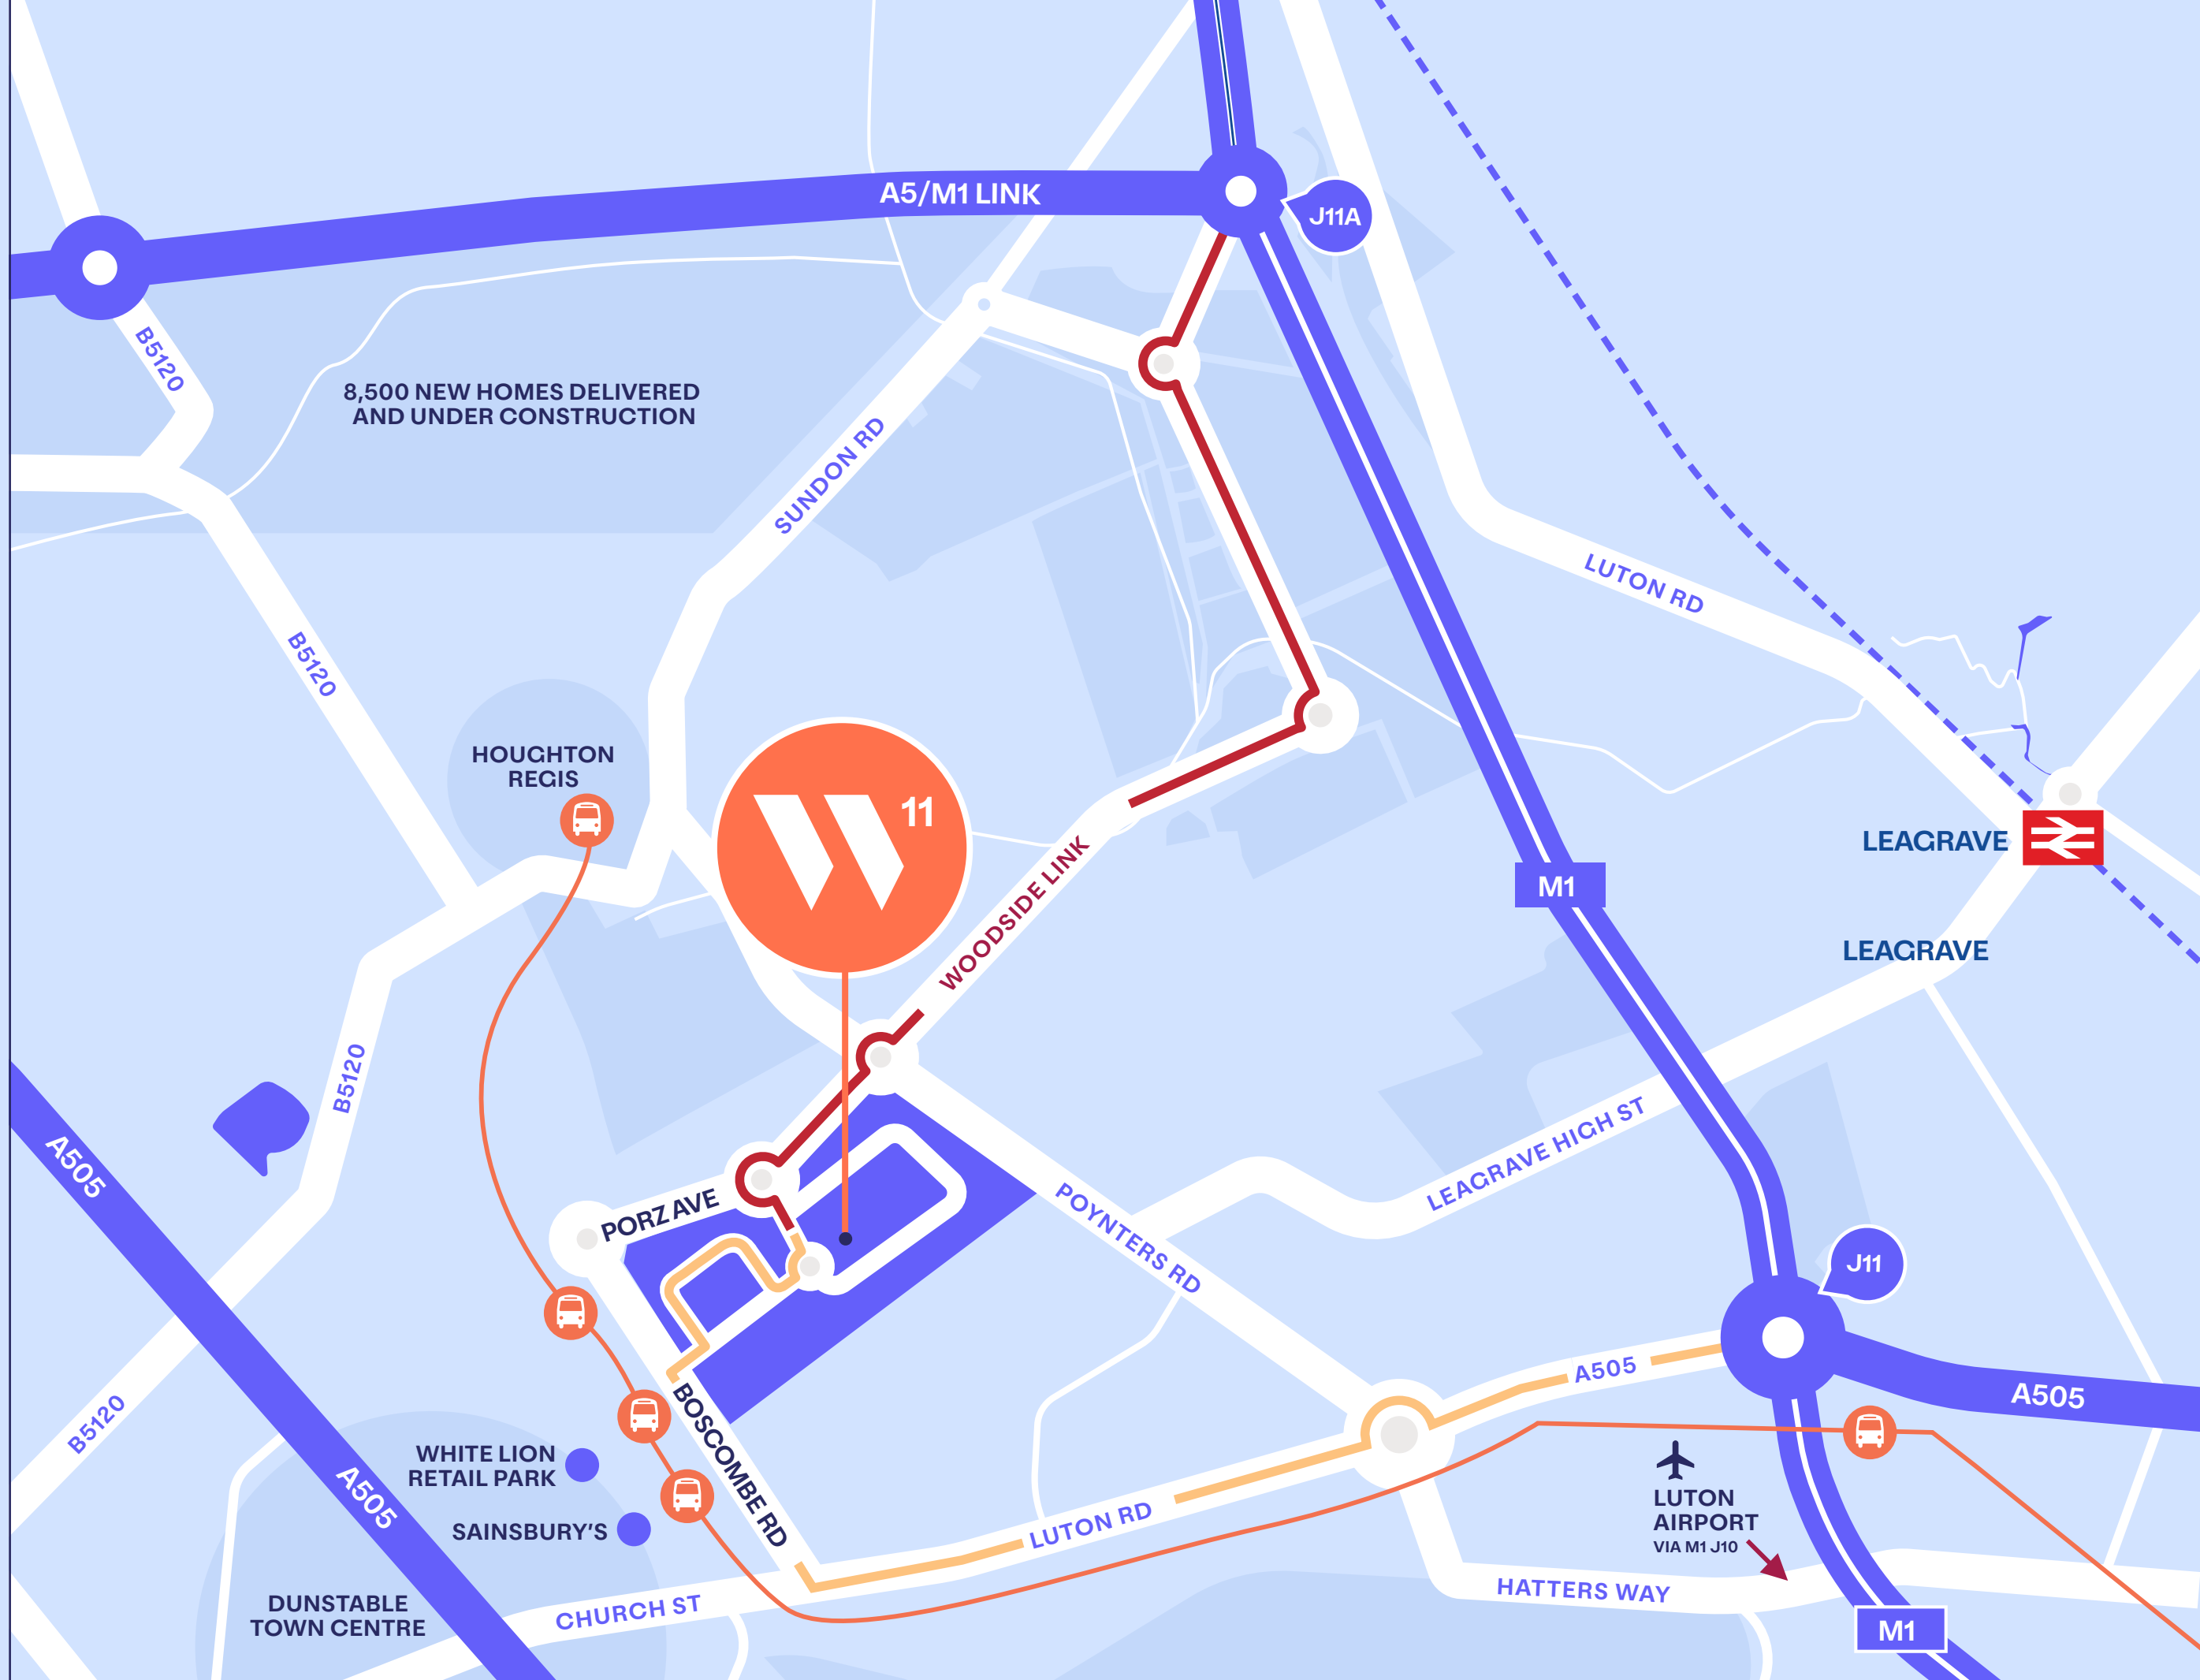 A5/M1 LINK
J11A
B5120
8,500 NEW HOMES DELIVERED
AND UNDER CONSTRUCTION
SUNDON RD
LUTON RD
B5120
HOUGHTON
REGIS
11
LEAGRAVE
WOODSIDE LINK
M1
LEAGRAVE
B5120
A505
LEAGRAVE HIGH ST
PORZ AVE
POYNTERS RD
J11
A505
A505
B5120
BOSCOMBE RD
WHITE LION
RETAIL PARK
A505
SAINSBURY'S
LUTON RD
LUTON
AIRPORT
VIA M1 J10
HATTERS WAY
DUNSTABLE
TOWN CENTRE
CHURCH ST
M1